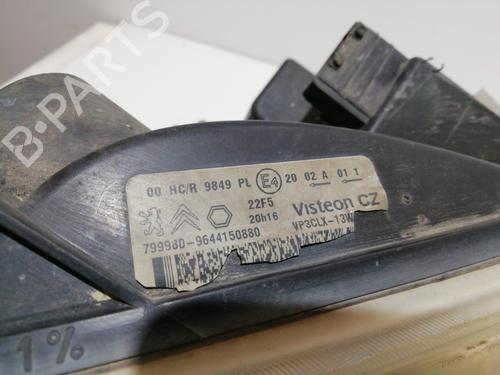 B-PARTS
00 HC/R 9849 PL E4 20 02 A 01 1
22F5
20h16
Visteon CZ
VP3CLX-13W
79998D-9644150880
1%